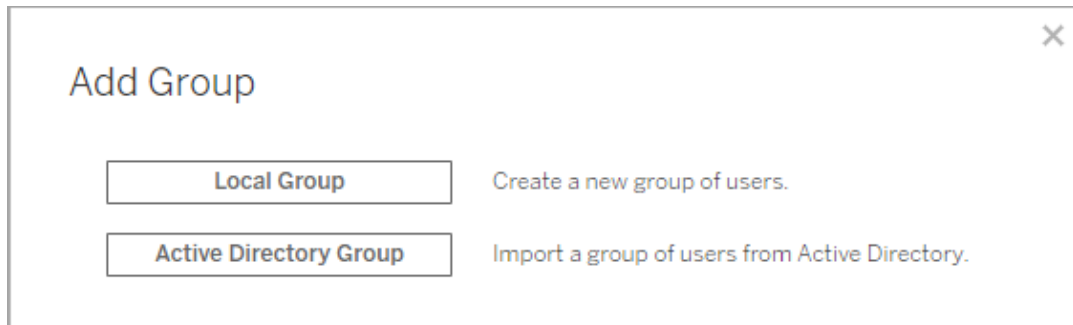 Add Group
Local Group Create a new group of users.
Active Directory Group Import a group of users from Active Directory.